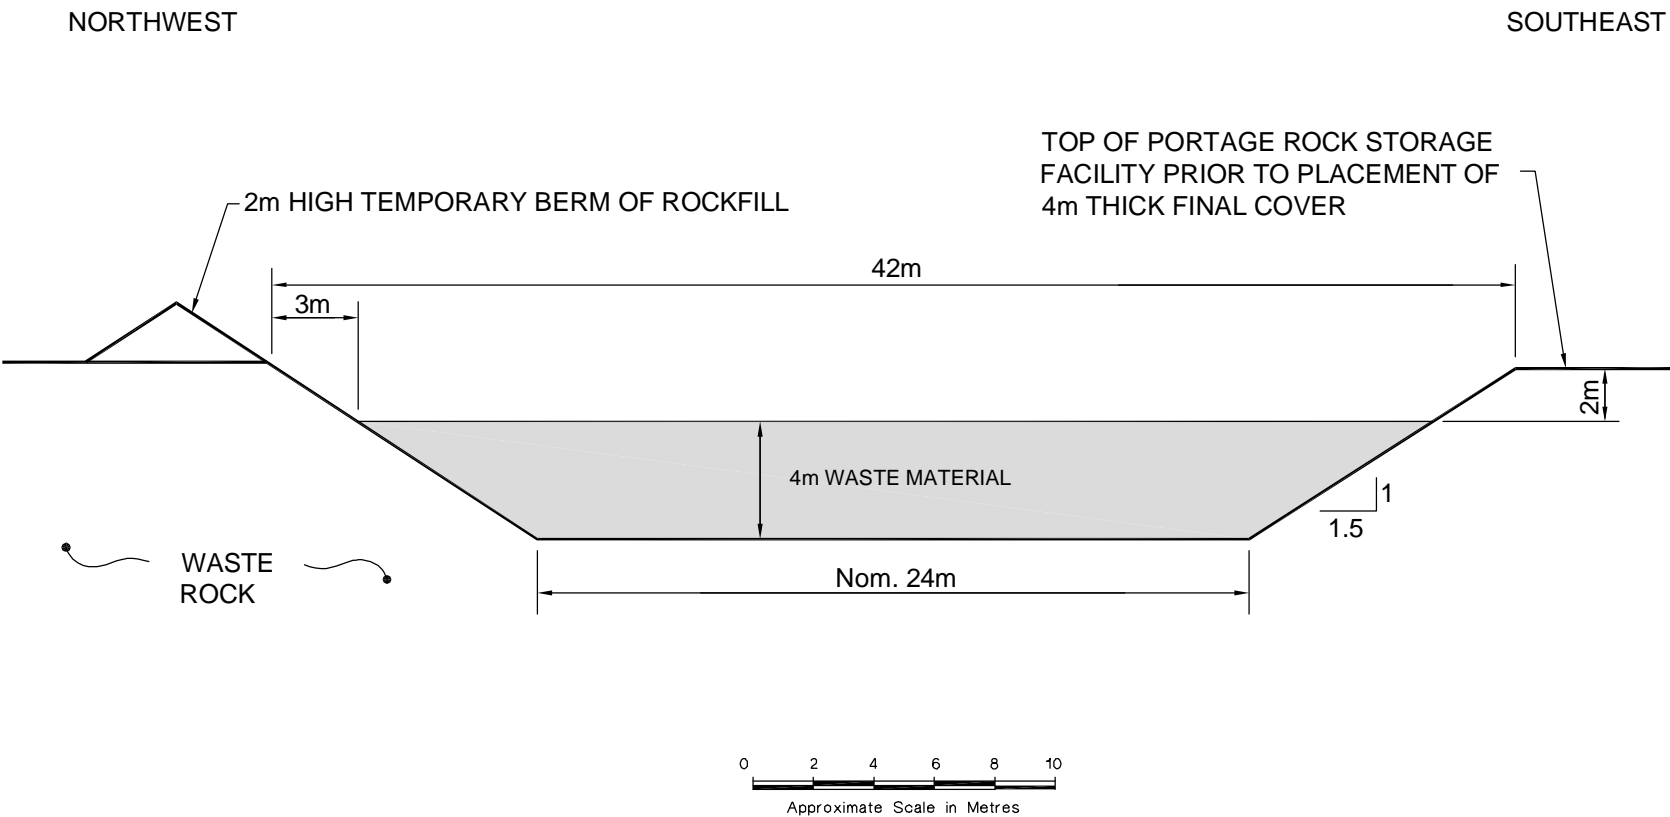 NORTHWEST
SOUTHEAST
TOP OF PORTAGE ROCK STORAGE
FACILITY PRIOR TO PLACEMENT OF
4m THICK FINAL COVER
2m HIGH TEMPORARY BERM OF ROCKFILL
42m
3m
2m
4m WASTE MATERIAL
1
1.5
WASTE
ROCK
Nom. 24m
0 2 4 6 8 10
Approximate Scale in Metres